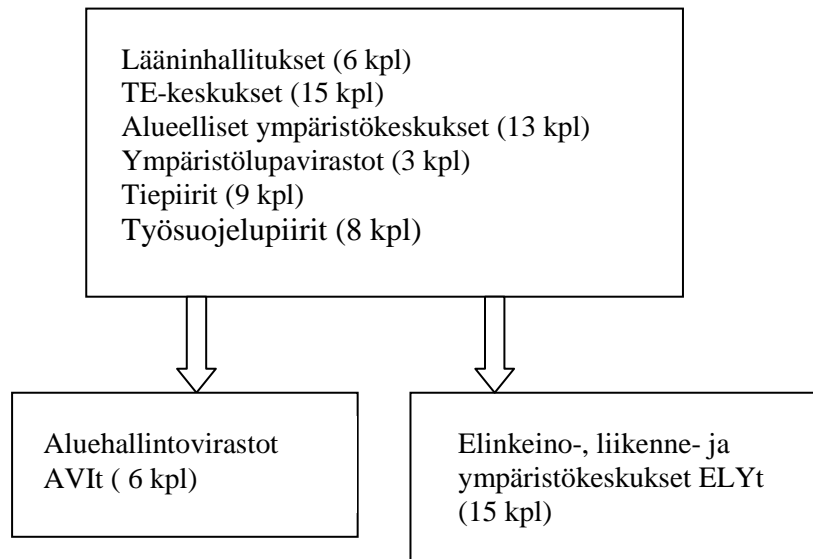 Lääninhallitukset (6 kpl)
TE-keskukset (15 kpl)
Alueelliset ympäristökeskukset (13 kpl)
Ympäristölupavirastot (3 kpl)
Tiepiirit (9 kpl)
Työsuojelupiirit (8 kpl)
Aluehallintovirastot
AVIt ( 6 kpl)
Elinkeino-, liikenne- ja
ympäristökeskukset ELYt
(15 kpl)